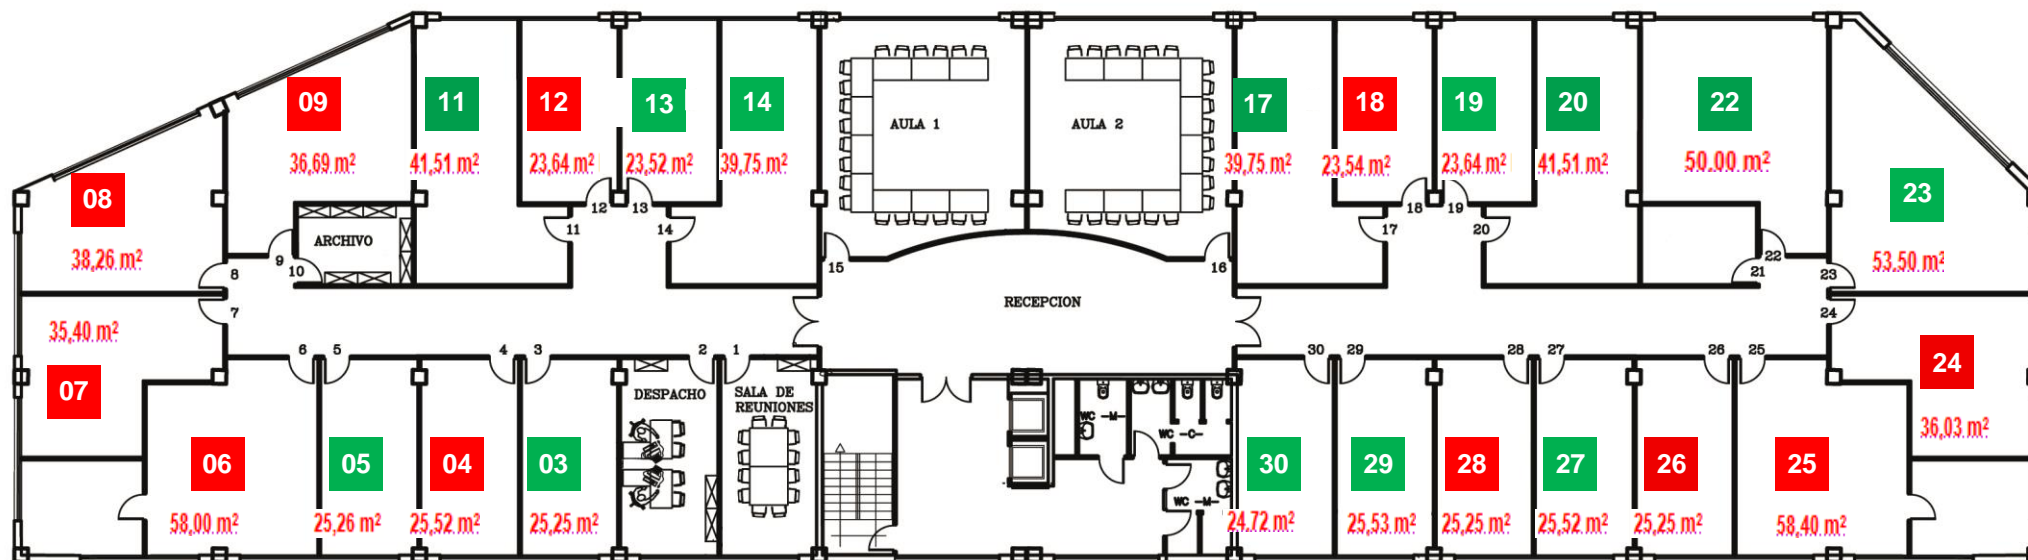 09
11
12
13
14
17
18
19
20
22
AULA 1
AULA 2
36,69 m²
41,51 m²
23,64 m²
23,52 m²
39,75 m²
39,75 m²
23,54 m²
23,64 m²
41,51 m²
50,00 m²
08
23
12
13
18
19
11
14
17
20
ARCHIVO
38,26 m²
9
10
8
15
16
22
21
23
53,50 m²
7
RECEPCION
24
35,40 m²
6
5
4
3
2
1
30
29
28
27
26
25
07
24
DESPACHO
SALA DE
REUNIONES
WC -M-
WC -C-
36,03 m²
06
05
04
03
30
29
28
27
26
25
WC -M-
58,00 m²
25,26 m²
25,52 m²
25,25 m²
24,72 m²
25,53 m²
25,25 m²
25,52 m²
25,25 m²
58,40 m²